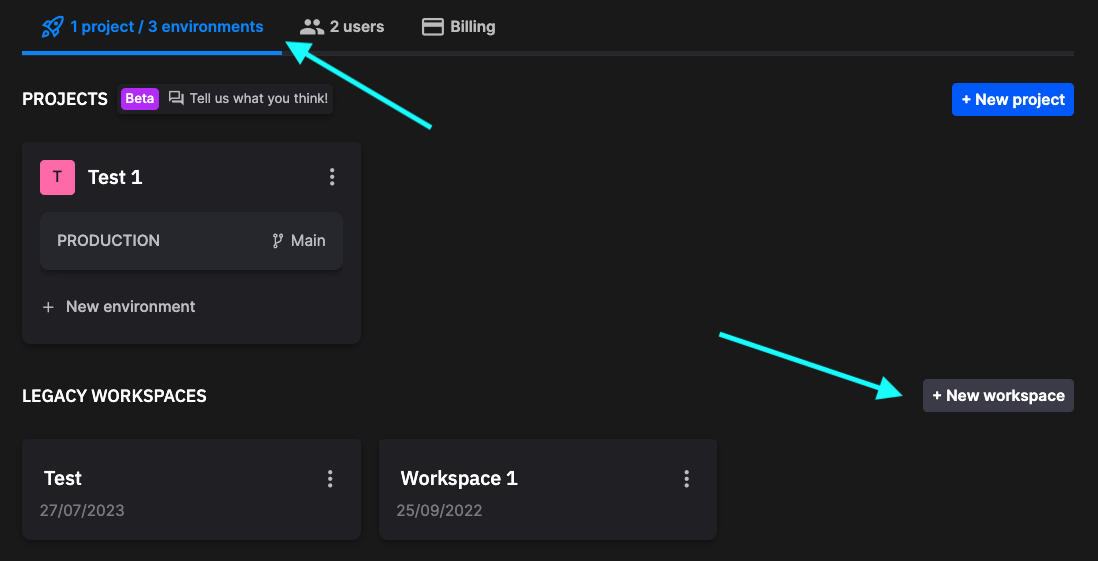 1 project / 3 environments 2 users Billing
PROJECTS Beta Tell us what you think! + New project
T Test 1
PRODUCTION Main
+ New environment
LEGACY WORKSPACES + New workspace
Test Workspace 1
27/07/2023 25/09/2022